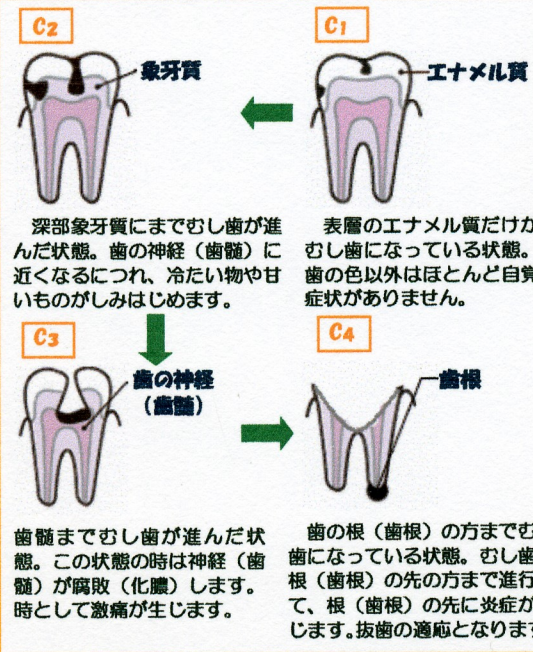 C1
エナメル質
表層のエナメル質だけが
むし歯になっている状態。
歯の色以外はほとんど自覚
症状がありません。
C2
象牙質
深部象牙質にまでむし歯が進
んだ状態。歯の神経（歯髄）に
近くなるにつれ、冷たい物や甘
いものがしみはじめます。
C3
歯の神経
（歯髄）
歯髄までむし歯が進んだ状
態。この状態の時は神経（歯
髄）が腐敗（化膿）します。
時として激痛が生じます。
C4
歯根
歯の根（歯根）の方までむ
歯になっている状態。むし歯
根（歯根）の先の方まで進行
て、根（歯根）の先に炎症が
じます。抜歯の適応となります